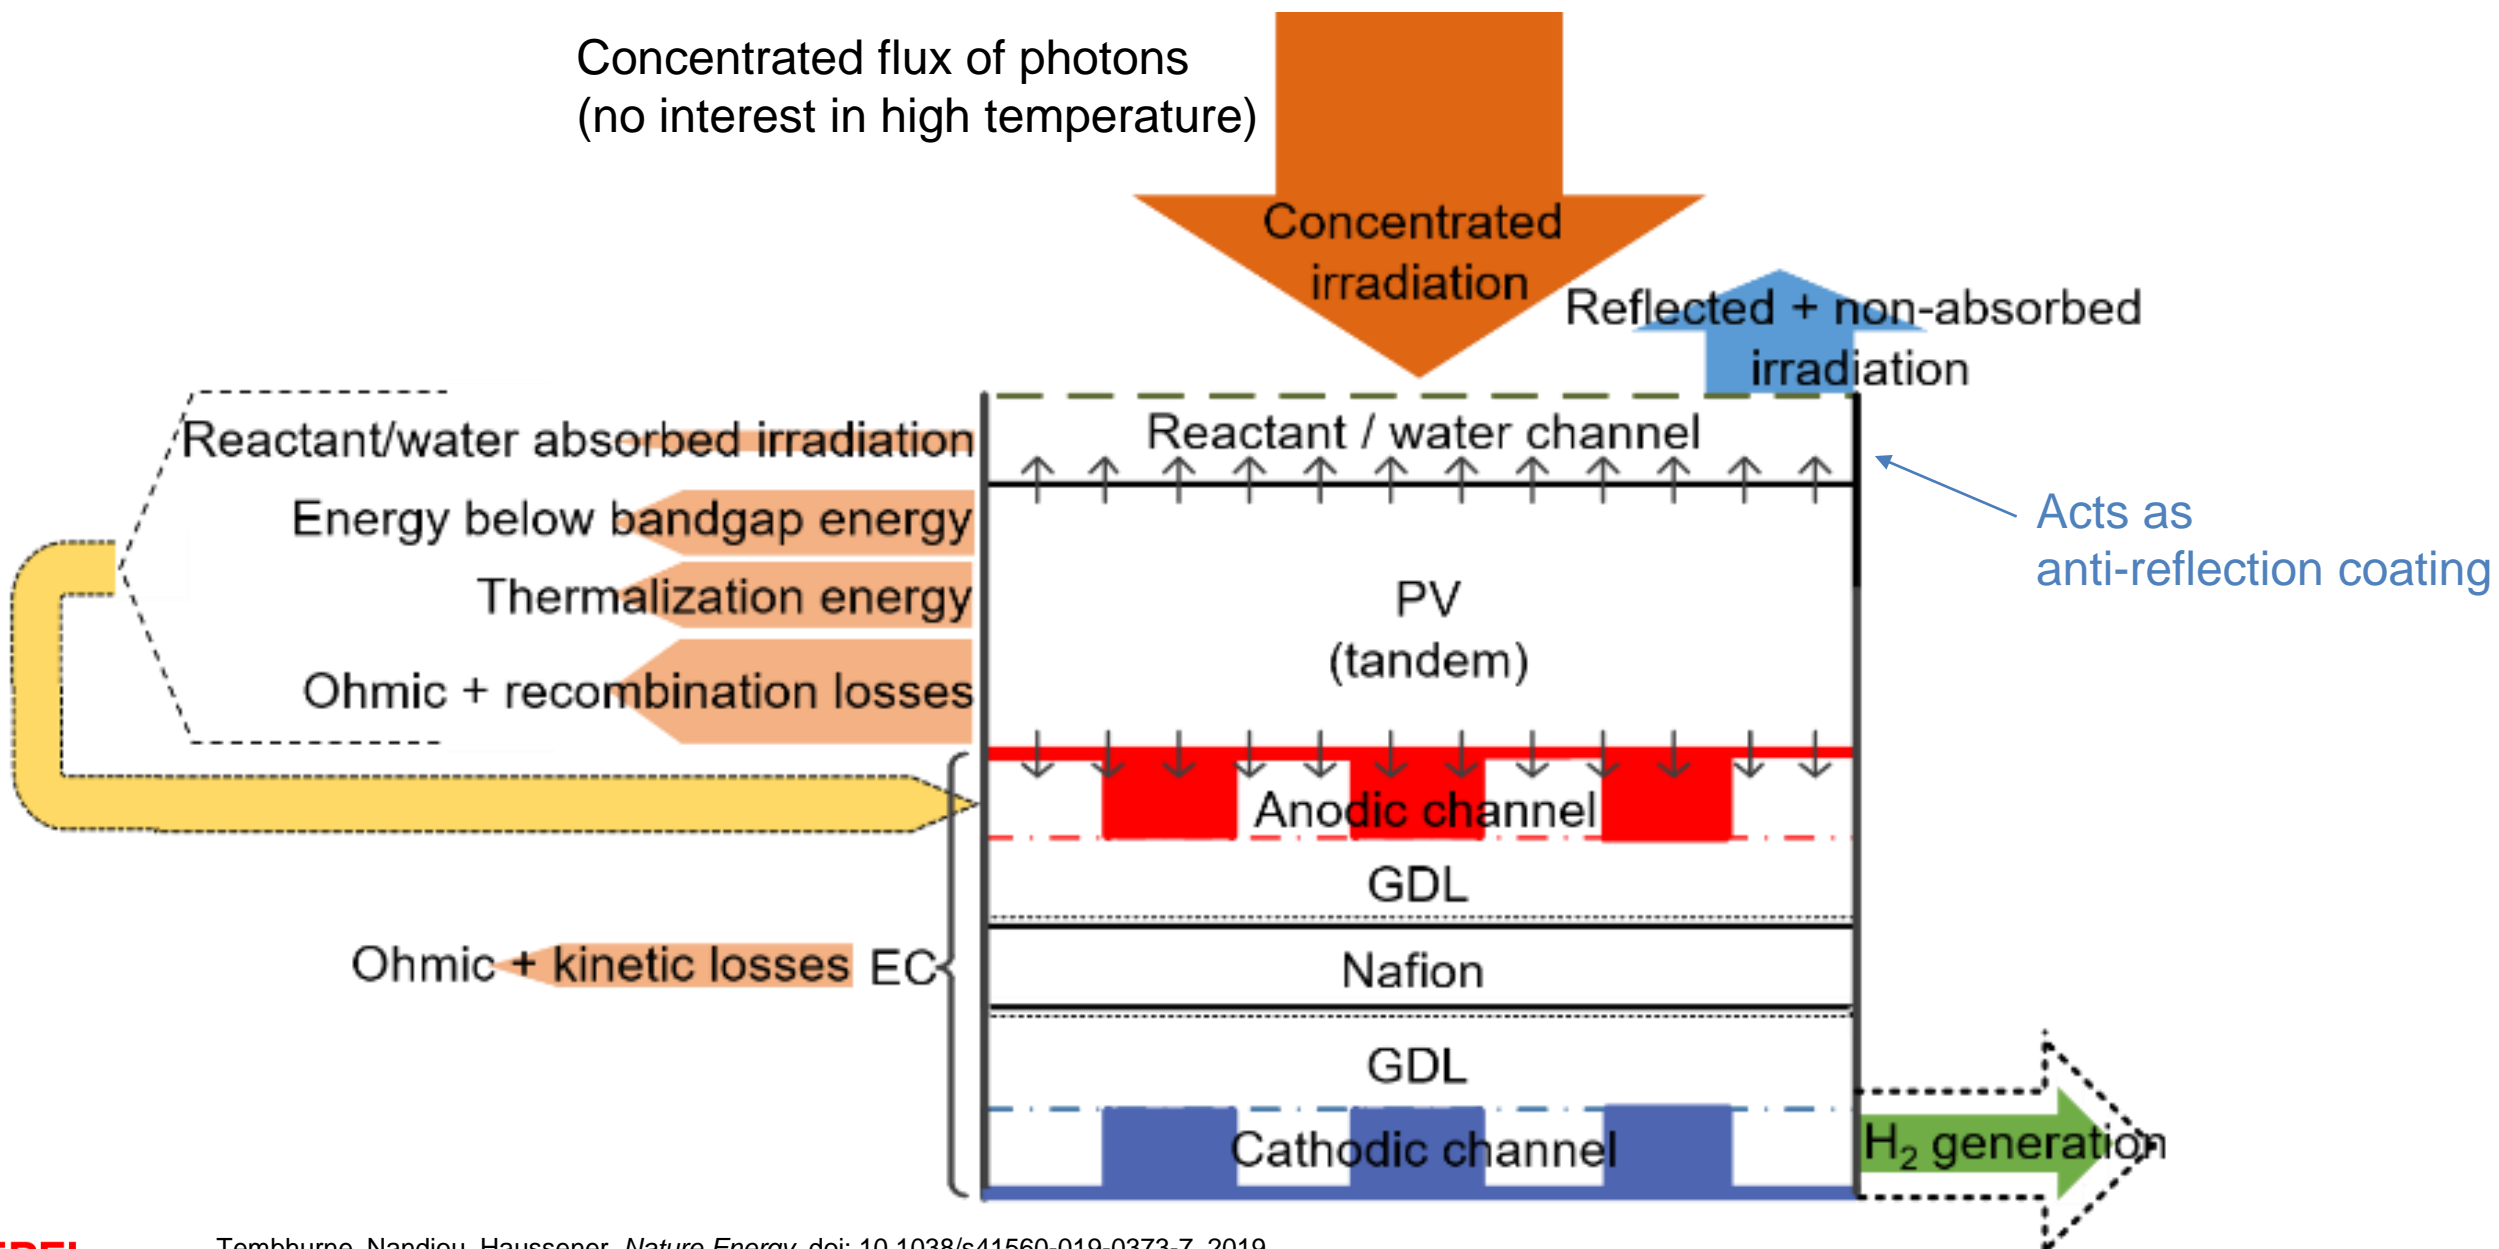 Concentrated flux of photons
(no interest in high temperature)
Concentrated
irradiation
Reflected + non-absorbed
irradiation
Reactant/water absorbed irradiation
Reactant / water channel
Energy below bandgap energy
Acts as
anti-reflection coating
Thermalization energy
PV
(tandem)
Ohmic + recombination losses
Anodic channel
GDL
Ohmic + kinetic losses
EC
Nafion
GDL
Cathodic channel
H₂ generation
Tembhurne, Nandjou, Haussener, Nature Energy, doi: 10.1038/s41560-019-0373-7, 2019